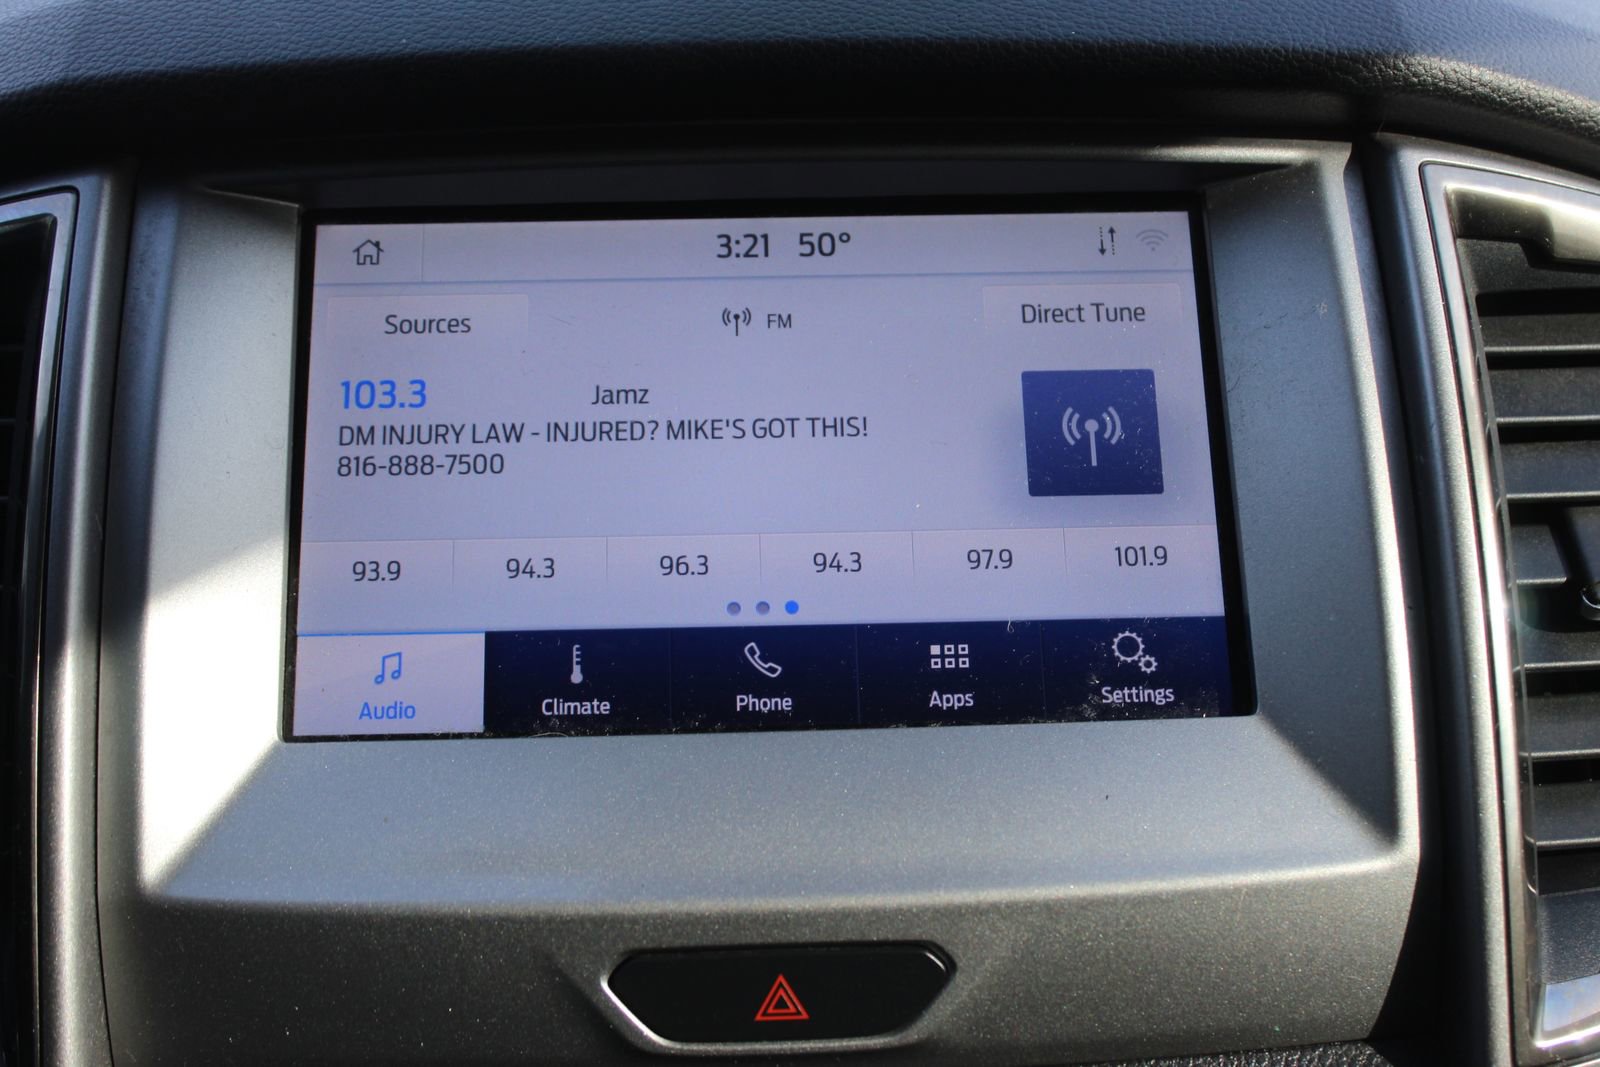 3:21 50°
Sources FM Direct Tune
103.3 Jamz
DM INJURY LAW - INJURED? MIKE'S GOT THIS!
816-888-7500
93.9 94.3 96.3 94.3 97.9 101.9
Audio Climate Phone Apps Settings